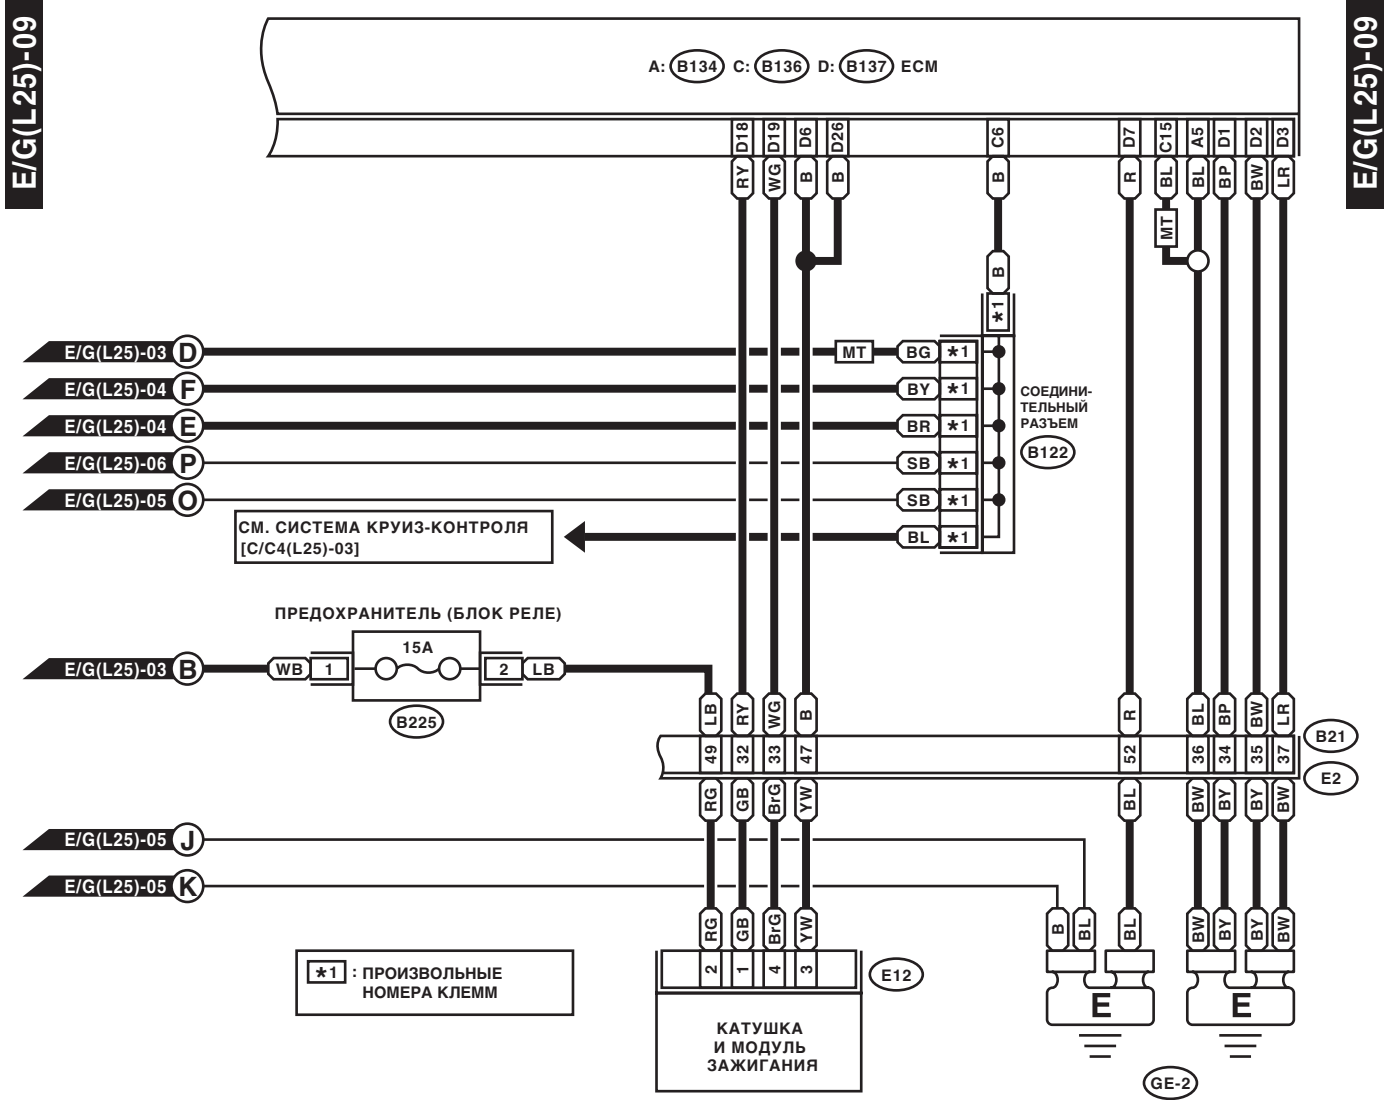 E/G(L25)-09
E/G(L25)-09
A: B134 C: B136 D: B137 ECM
D18 D19 D6 D26 C6 D7 C15 A5 D1 D2 D3
RY WG B B B R BL BL BP BW LR
MT
B
*1
E/G(L25)-03 D MT BG *1
E/G(L25)-04 F BY *1
E/G(L25)-04 E BR *1
E/G(L25)-06 P SB *1
E/G(L25)-05 O SB *1
BL *1
СОЕДИНИ-
ТЕЛЬНЫЙ
РАЗЪЕМ
B122
СМ. СИСТЕМА КРУИЗ-КОНТРОЛЯ
[C/C4(L25)-03]
ПРЕДОХРАНИТЕЛЬ (БЛОК РЕЛЕ)
15A
E/G(L25)-03 B WB 1 2 LB
B225
LB RY WG B R BL BP BW LR
B21
49 32 33 47 52 36 34 35 37
E2
RG GB BrG YW BL BW BY BY BW
E/G(L25)-05 J
E/G(L25)-05 K
RG GB BrG YW B BL BL BW BY BY BW
2 1 4 3
E12
*1 : ПРОИЗВОЛЬНЫЕ
НОМЕРА КЛЕММ
КАТУШКА
И МОДУЛЬ
ЗАЖИГАНИЯ
E E
GE-2